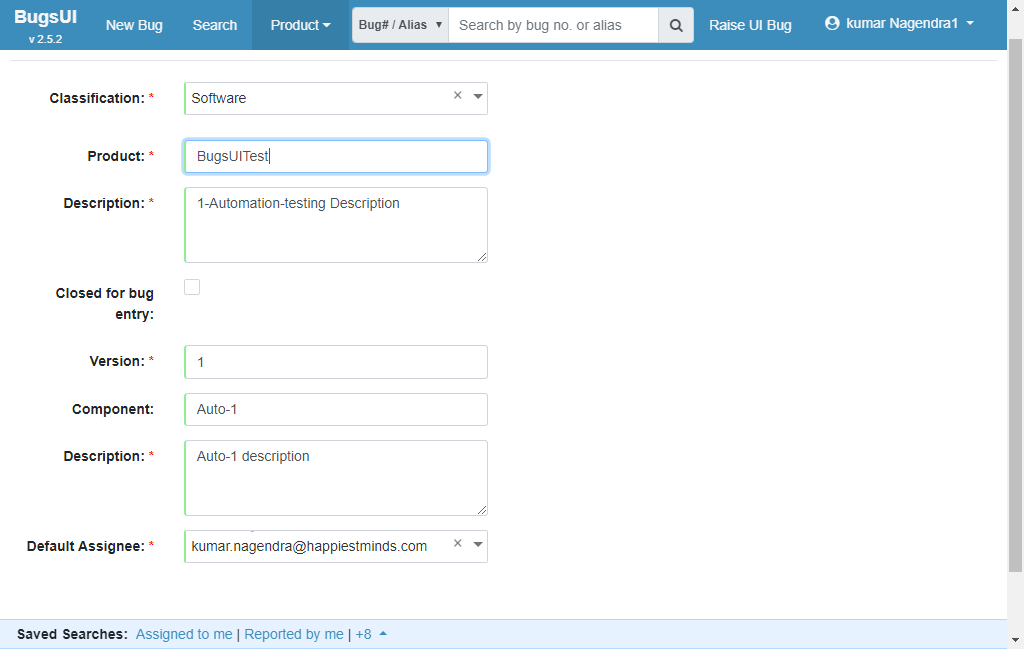 BugsUI
v 2.5.2
New Bug
Search
Product
Bug# / Alias
Search by bug no. or alias
Raise UI Bug
kumar Nagendra1
Classification: *
Software
Product: *
BugsUITest
Description: *
1-Automation-testing Description
Closed for bug
entry:
Version: *
1
Component:
Auto-1
Description: *
Auto-1 description
Default Assignee: *
kumar.nagendra@happiestminds.com
Saved Searches: Assigned to me | Reported by me | +8